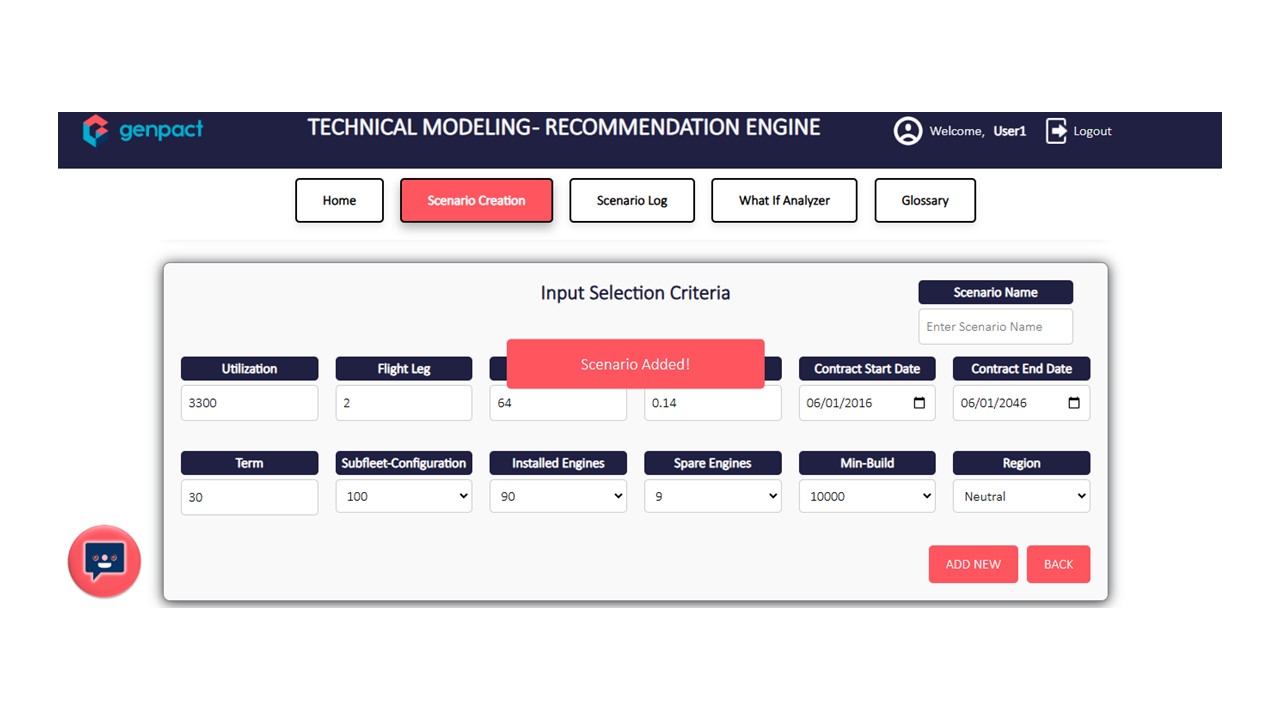 genpact
TECHNICAL MODELING- RECOMMENDATION ENGINE
Welcome, User1
Logout
Home
Scenario Creation
Scenario Log
What If Analyzer
Glossary
Input Selection Criteria
Scenario Name
Enter Scenario Name
Scenario Added!
Utilization
Flight Leg
Contract Start Date
Contract End Date
3300
2
64
0.14
06/01/2016
06/01/2046
Term
Subfleet-Configuration
Installed Engines
Spare Engines
Min-Build
Region
30
100
90
9
10000
Neutral
ADD NEW
BACK